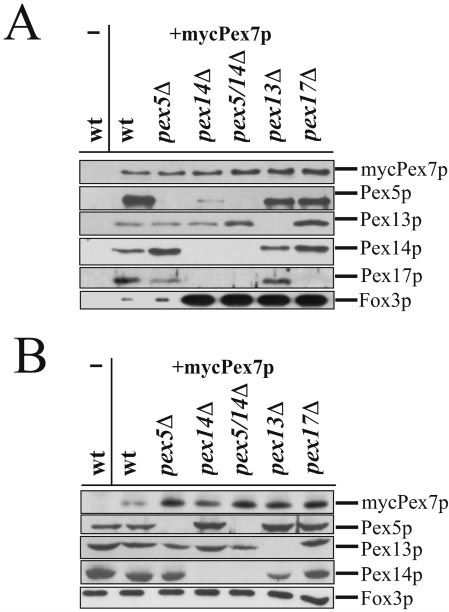 A
–
+mycPex7p
wt
wt
pex5Δ
pex14Δ
pex5/14Δ
pex13Δ
pex17Δ
mycPex7p
Pex5p
Pex13p
Pex14p
Pex17p
Fox3p
B
–
+mycPex7p
wt
wt
pex5Δ
pex14Δ
pex5/14Δ
pex13Δ
pex17Δ
mycPex7p
Pex5p
Pex13p
Pex14p
Fox3p